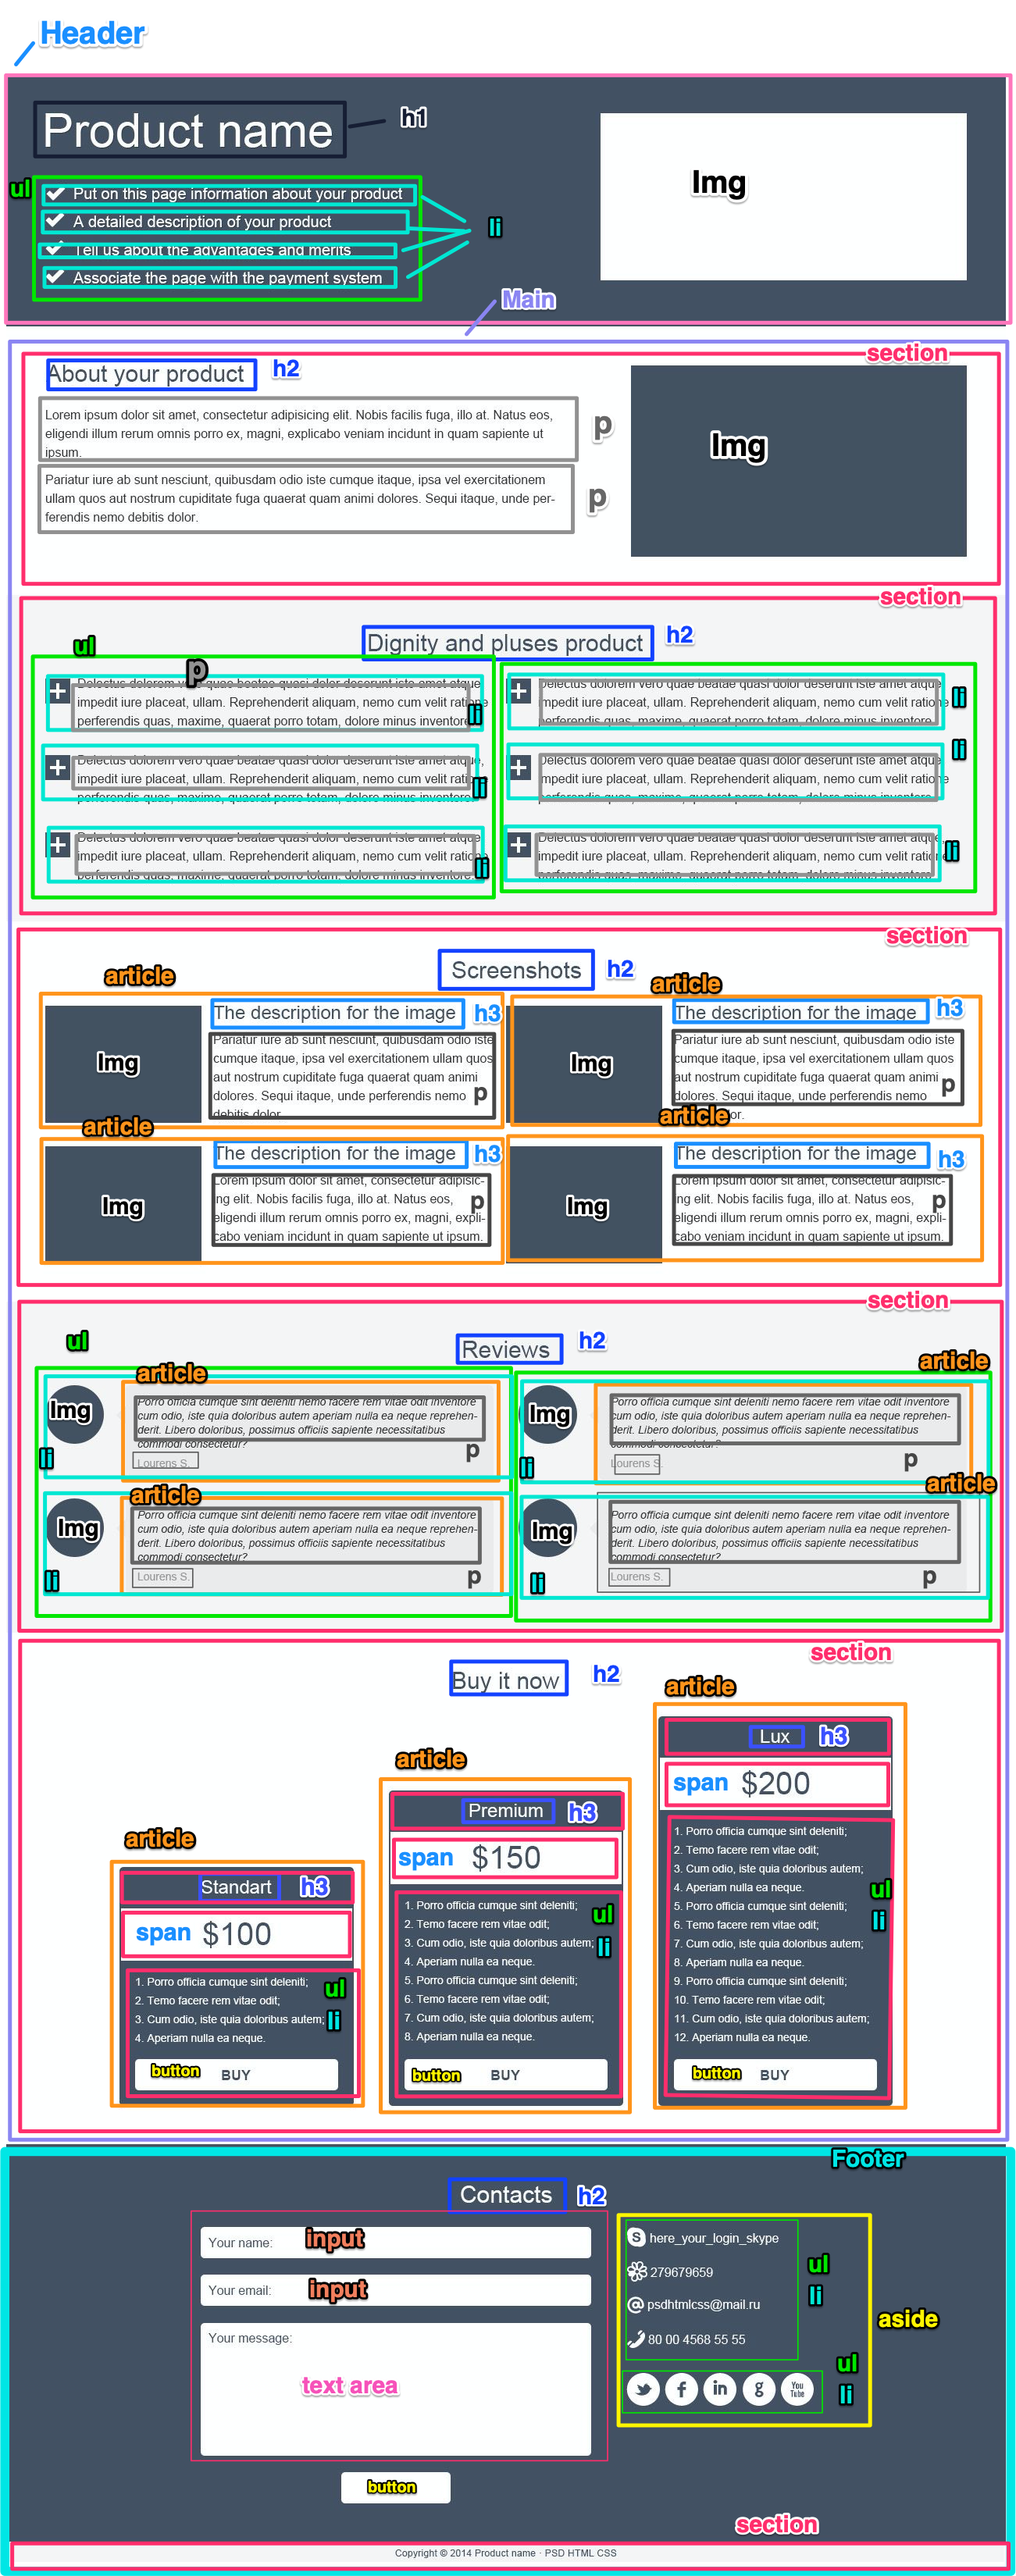 Header
Product name
h1
Img
ul
Put on this page information about your product
A detailed description of your product
li
Tell us about the advantages and merits
Associate the page with the payment system
Main
section
About your product
h2
Lorem ipsum dolor sit amet, consectetur adipisicing elit. Nobis facilis fuga, illo at. Natus eos,
eligendi illum rerum omnis porro ex, magni, explicabo veniam incidunt in quam sapiente ut
ipsum.
p
Img
Pariatur iure ab sunt nesciunt, quibusdam odio iste cumque itaque, ipsa vel exercitationem
ullam quos aut nostrum cupiditate fuga quaerat quam animi dolores. Sequi itaque, unde per-
ferendis nemo debitis dolor.
p
section
Dignity and pluses product
h2
ul
p
Delectus dolorem vero quae beatae quasi dolor deserunt iste amet atque
impedit iure placeat, ullam. Reprehenderit aliquam, nemo cum velit ratione
perferendis quas, maxime, quaerat porro totam, dolore minus inventore
li
Delectus dolorem vero quae beatae quasi dolor deserunt iste amet atque
impedit iure placeat, ullam. Reprehenderit aliquam, nemo cum velit ratione
perferendis quas, maxime, quaerat porro totam, dolore minus inventore
li
Delectus dolorem vero quae beatae quasi dolor deserunt iste amet atque,
impedit iure placeat, ullam. Reprehenderit aliquam, nemo cum velit ratione
perferendis quas, maxime, quaerat porro totam, dolore minus inventore
li
Delectus dolorem vero quae beatae quasi dolor deserunt iste amet atque
impedit iure placeat, ullam. Reprehenderit aliquam, nemo cum velit ratione
perferendis quas, maxime, quaerat porro totam, dolore minus inventore
li
Delectus dolorem vero quae beatae quasi dolor deserunt iste amet atque
impedit iure placeat, ullam. Reprehenderit aliquam, nemo cum velit ratione
perferendis quas, maxime, quaerat porro totam, dolore minus inventore
li
Delectus dolorem vero quae beatae quasi dolor deserunt iste amet atque
impedit iure placeat, ullam. Reprehenderit aliquam, nemo cum velit ratione
perferendis quas, maxime, quaerat porro totam, dolore minus inventore
li
section
Screenshots
h2
article
Img
The description for the image
h3
Pariatur iure ab sunt nesciunt, quibusdam odio iste
cumque itaque, ipsa vel exercitationem ullam quos
aut nostrum cupiditate fuga quaerat quam animi
dolores. Sequi itaque, unde perferendis nemo
debitis dolor.
p
article
Img
The description for the image
h3
Pariatur iure ab sunt nesciunt, quibusdam odio iste
cumque itaque, ipsa vel exercitationem ullam quos
aut nostrum cupiditate fuga quaerat quam animi
dolores. Sequi itaque, unde perferendis nemo
or.
p
article
Img
The description for the image
h3
Lorem ipsum dolor sit amet, consectetur adipisic-
ing elit. Nobis facilis fuga, illo at. Natus eos,
eligendi illum rerum omnis porro ex, magni, expli-
cabo veniam incidunt in quam sapiente ut ipsum.
p
article
Img
The description for the image
h3
Lorem ipsum dolor sit amet, consectetur adipisic-
ing elit. Nobis facilis fuga, illo at. Natus eos,
eligendi illum rerum omnis porro ex, magni, expli-
cabo veniam incidunt in quam sapiente ut ipsum.
p
section
Reviews
h2
ul
article
Img
Porro officia cumque sint deleniti nemo facere rem vitae odit inventore
cum odio, iste quia doloribus autem aperiam nulla ea neque reprehen-
derit. Libero doloribus, possimus officiis sapiente necessitatibus
commodi consectetur?
Lourens S.
p
li
article
Img
Porro officia cumque sint deleniti nemo facere rem vitae odit inventore
cum odio, iste quia doloribus autem aperiam nulla ea neque reprehen-
derit. Libero doloribus, possimus officiis sapiente necessitatibus
commodi consectetur?
Lourens S.
p
li
article
Img
Porro officia cumque sint deleniti nemo facere rem vitae odit inventore
cum odio, iste quia doloribus autem aperiam nulla ea neque reprehen-
derit. Libero doloribus, possimus officiis sapiente necessitatibus
commodi consectetur?
Lourens S.
p
li
article
Img
Porro officia cumque sint deleniti nemo facere rem vitae odit inventore
cum odio, iste quia doloribus autem aperiam nulla ea neque reprehen-
derit. Libero doloribus, possimus officiis sapiente necessitatibus
commodi consectetur?
Lourens S.
p
li
section
Buy it now
h2
article
Standart
h3
span $100
1. Porro officia cumque sint deleniti;
2. Temo facere rem vitae odit;
3. Cum odio, iste quia doloribus autem;
4. Aperiam nulla ea neque.
ul
li
button
BUY
article
Premium
h3
span $150
1. Porro officia cumque sint deleniti;
2. Temo facere rem vitae odit;
3. Cum odio, iste quia doloribus autem;
4. Aperiam nulla ea neque.
5. Porro officia cumque sint deleniti;
6. Temo facere rem vitae odit;
7. Cum odio, iste quia doloribus autem;
8. Aperiam nulla ea neque.
ul
li
button
BUY
article
Lux
h3
span $200
1. Porro officia cumque sint deleniti;
2. Temo facere rem vitae odit;
3. Cum odio, iste quia doloribus autem;
4. Aperiam nulla ea neque.
5. Porro officia cumque sint deleniti;
6. Temo facere rem vitae odit;
7. Cum odio, iste quia doloribus autem;
8. Aperiam nulla ea neque.
9. Porro officia cumque sint deleniti;
10. Temo facere rem vitae odit;
11. Cum odio, iste quia doloribus autem;
12. Aperiam nulla ea neque.
ul
li
button
BUY
Footer
Contacts
h2
Your name:
input
Your email:
input
Your message:
text area
button
here_your_login_skype
279679659
psdhtmlcss@mail.ru
80 00 4568 55 55
ul
li
aside
ul
li
in
You
Tube
section
Copyright © 2014 Product name · PSD HTML CSS